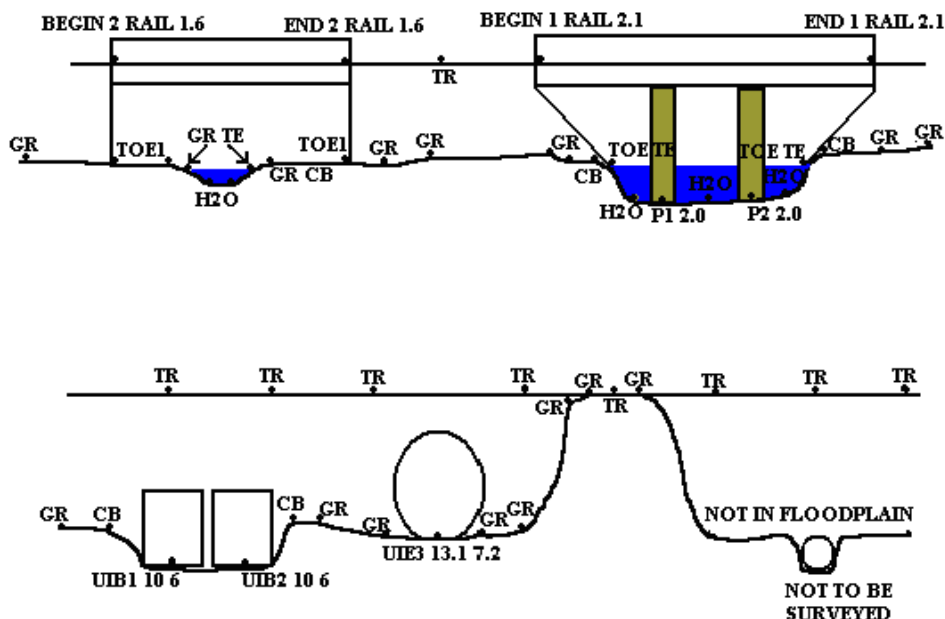 BEGIN 2 RAIL 1.6
END 2 RAIL 1.6
BEGIN 1 RAIL 2.1
END 1 RAIL 2.1
TR
GR
TOE1
GR TE
TOE1
GR
GR
GR
TOE TE
TOE TE
CB
GR
GR
GR CB
CB
H2O
H2O
H2O
H2O
P1 2.0
P2 2.0
TR
TR
TR
TR
GR
GR
TR
TR
TR
GR
TR
GR
CB
CB
GR
GR
GR
GR
NOT IN FLOODPLAIN
UIE3 13.1 7.2
UIB1 10 6
UIB2 10 6
NOT TO BE
SURVEYED